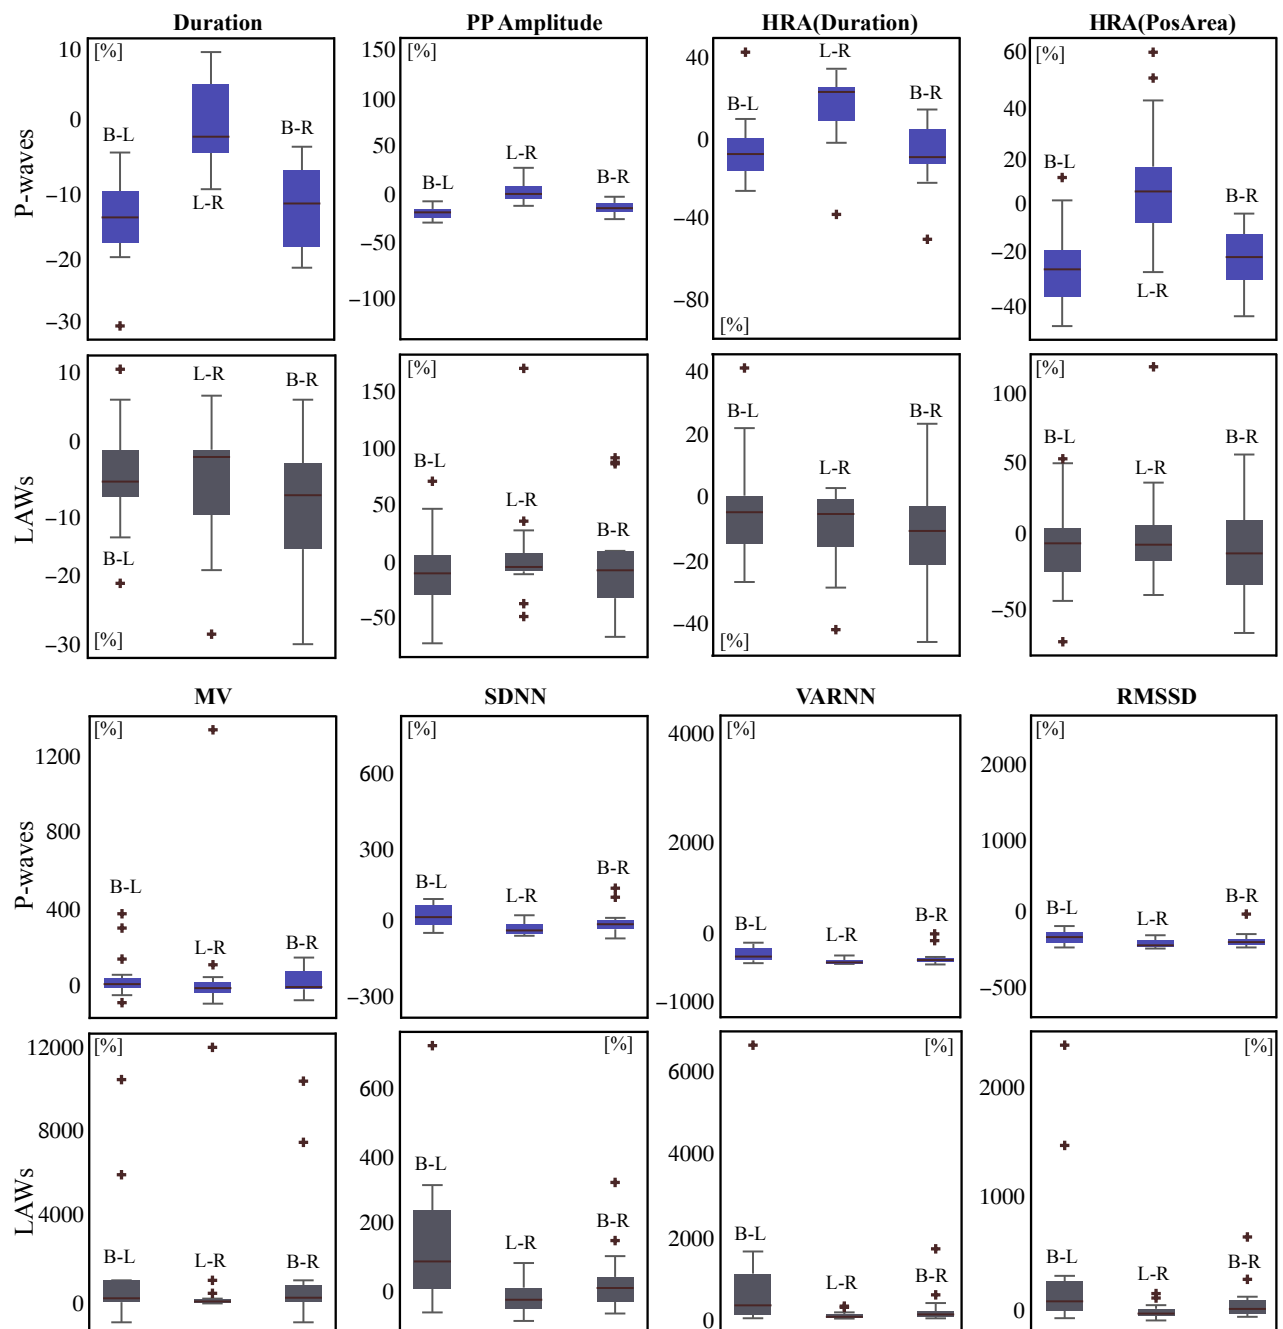 Duration PP Amplitude HRA(Duration) HRA(PosArea)
P-waves
10
0
−10
−20
−30
[%]
B-L
L-R
L-R
B-R
150
100
50
0
−50
−100
[%]
B-L
L-R
B-R
40
0
−40
−80
[%]
B-L
L-R
B-R
60
40
20
0
−20
−40
[%]
B-L
L-R
B-R
LAWs
10
0
−10
−20
−30
[%]
B-L
L-R
B-R
150
100
50
0
−50
[%]
B-L
L-R
B-R
40
20
0
−20
−40
[%]
B-L
L-R
B-R
100
50
0
−50
[%]
B-L
L-R
B-R
MV SDNN VARNN RMSSD
P-waves
1200
800
400
0
[%]
B-L
L-R
B-R
600
300
0
−300
[%]
B-L
L-R
B-R
4000
2000
0
−1000
[%]
B-L
L-R
B-R
2000
1000
0
−500
[%]
B-L
L-R
B-R
LAWs
12000
8000
4000
0
[%]
B-L
L-R
B-R
600
400
200
0
[%]
B-L
L-R
B-R
6000
4000
2000
0
[%]
B-L
L-R
B-R
2000
1000
0
[%]
B-L
L-R
B-R